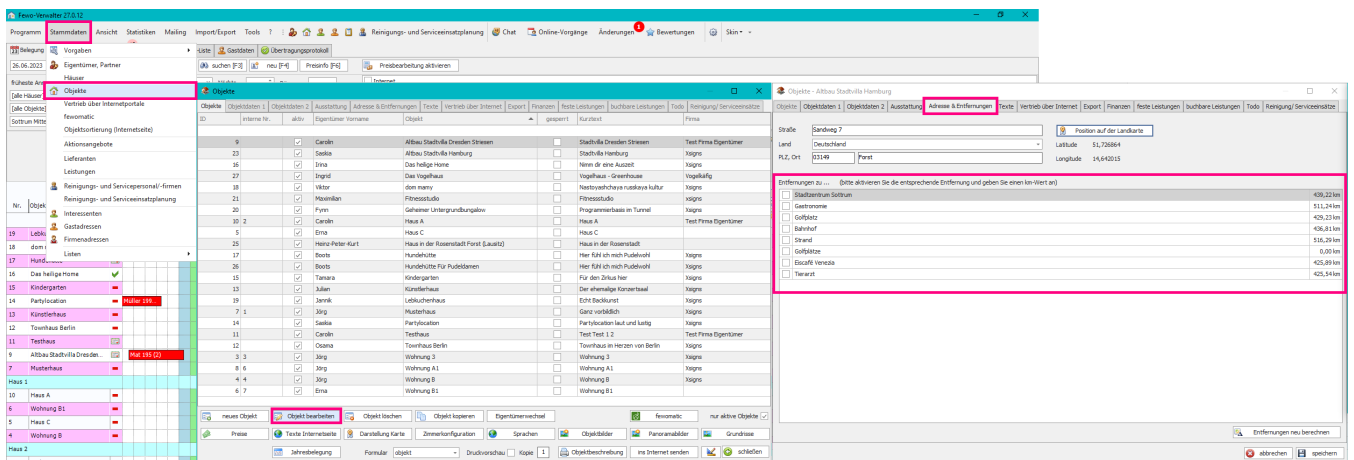 Fewo-Verwalter 27.0.12
Programm Stammdaten Ansicht Statistiken Mailing Import/Export Tools ? Reinigungs- und Serviceeinsatzplanung Chat Online-Vorgänge Änderungen 1 Bewertungen Skin
Belegung
26.06.2023
früheste An
[alle Häuser
[alle Objekte]
Sottrum Mitte
Vorgaben
Eigentümer, Partner
Häuser
Objekte
Vertrieb über Internetportale
fewomatic
Objektsortierung (Internetseite)
Aktionsangebote
Lieferanten
Leistungen
Reinigungs- und Servicepersonal/-firmen
Reinigungs- und Serviceeinsatzplanung
Interessenten
Gastadressen
Firmenadressen
Listen
-Liste Gastdaten Übertragungsprotokoll
suchen [F3] neu [F4] Preisinfo [F6] Preisbearbeitung aktivieren
Internet
Nr. Objek
19 Lebku
18 dom
17 Hund
16 Das heilige Home
15 Kindergarten
14 Partylocation Müller 199...
13 Künstlerhaus
12 Townhaus Berlin
11 Testhaus
9 Altbau Stadtvilla Dresden... Mat 195 (2)
7 Musterhaus
Haus 1
10 Haus A
6 Wohnung B1
5 Haus C
4 Wohnung B
Haus 2
Objekte
Objekte Objektdaten 1 Objektdaten 2 Ausstattung Adresse & Entfernungen Texte Vertrieb über Internet Export Finanzen feste Leistungen buchbare Leistungen Todo Reinigung/ Serviceeinsätze
ID interne Nr. aktiv Eigentümer Vorname Objekt gesperrt Kurztext Firma
9 Carolin Altbau Stadtvilla Dresden Striesen Stadtvilla Dresden Striesen Test Firma Eigentümer
23 Saskia Altbau Stadtvilla Hamburg Stadtvilla Hamburg Xsigns
16 Irina Das heilige Home Nimm dir eine Auszeit Xsigns
27 Ingrid Das Vogelhaus Vogelhaus - Greenhouse Vogelkäfig
18 Viktor dom mamy Nastoyashchaya russkaya kultur Xsigns
21 Maximilian Fitnessstudio Fitnessstudio Xsigns
20 Fynn Geheimer Untergrundbungalow Programmierbasis im Tunnel Xsigns
10 2 Carolin Haus A Haus A Test Firma Eigentümer
5 Erna Haus C Haus C
25 Heinz-Peter-Kurt Haus in der Rosenstadt Forst (Lausitz) Haus in der Rosenstadt
17 Boots Hundehütte Hier fühl ich mich Pudelwohl Xsigns
26 Boots Hundehütte Für Pudeldamen Hier fühl ich mich Pudelwohl Xsigns
15 Tamara Kindergarten Für den Zirkus hier Xsigns
13 Julian Künstlerhaus Der ehemalige Konzertsaal Xsigns
19 Jannik Lebkuchenhaus Echt Backkunst Xsigns
7 1 Jörg Musterhaus Ganz vorbildlich Xsigns
14 Saskia Partylocation Partylocation laut und lustig Xsigns
11 Carolin Testhaus Test Test 1 2 Test Firma Eigentümer
12 Osama Townhaus Berlin Townhaus im Herzen von Berlin Xsigns
3 3 Jörg Wohnung 3 Wohnung 3 Xsigns
8 6 Jörg Wohnung A1 Wohnung A1 Xsigns
4 4 Jörg Wohnung B Wohnung B Xsigns
6 7 Erna Wohnung B1 Wohnung B1
neues Objekt Objekt bearbeiten Objekt löschen Objekt kopieren Eigentümerwechsel fewomatic nur aktive Objekte
Preise Texte Internetseite Darstellung Karte Zimmerkonfiguration Sprachen Objektbilder Panoramabilder Grundrisse
Jahresbelegung Formular objekt Druckvorschau Kopie 1 Objektbeschreibung ins Internet senden schließen
Objekte - Altbau Stadtvilla Hamburg
Objekte Objektdaten 1 Objektdaten 2 Ausstattung Adresse & Entfernungen Texte Vertrieb über Internet Export Finanzen feste Leistungen buchbare Leistungen Todo Reinigung/ Serviceeinsätze
Straße Sandweg 7 Position auf der Landkarte
Land Deutschland Latitude 51,726864
PLZ, Ort 03149 Forst Longitude 14,642015
Entfernungen zu ... (bitte aktivieren Sie die entsprechende Entfernung und geben Sie einen km-Wert an)
Stadtzentrum Sottrum 439,22 km
Gastronomie 511,24 km
Golfplatz 429,23 km
Bahnhof 436,81 km
Strand 516,29 km
Golfplätze 0,00 km
Eiscafé Venezia 425,89 km
Tierarzt 425,54 km
Entfernungen neu berechnen
abbrechen speichern